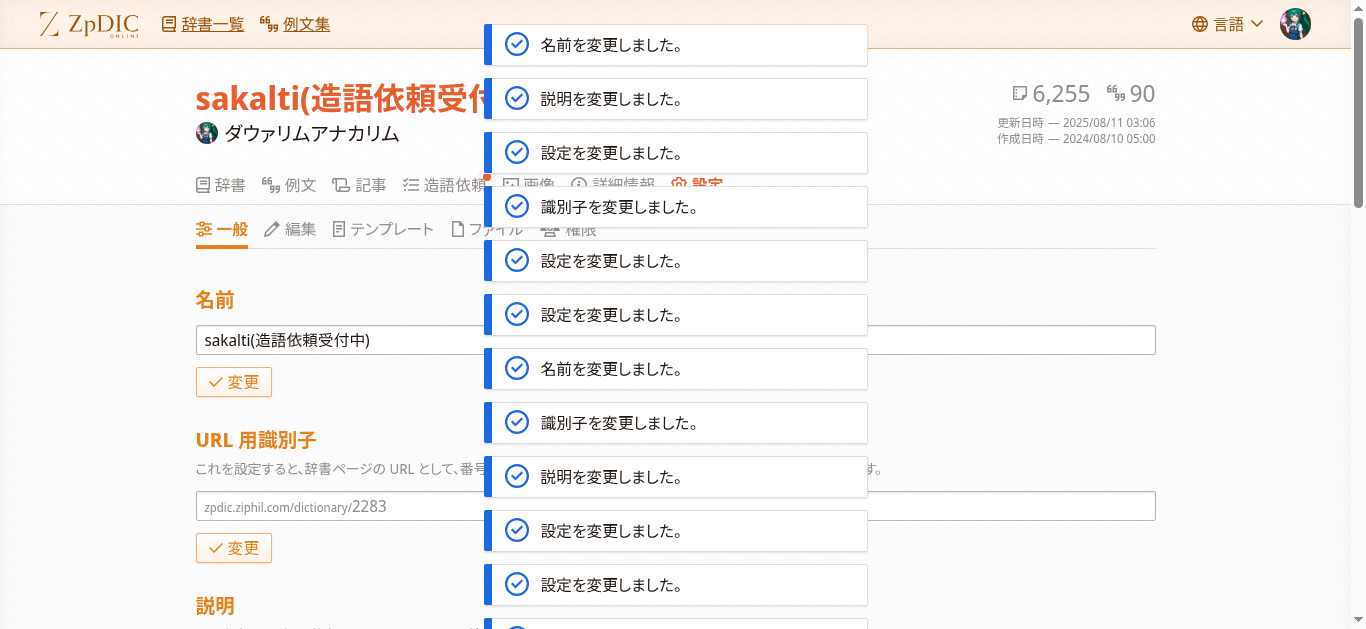 ZpDIC ONLINE 辞書一覧 例文集 言語
sakalti(造語依頼受付
6,255 90
ダウァリムアナカリム
更新日時 — 2025/08/11 03:06
作成日時 — 2024/08/10 05:00
辞書 例文 記事 造語依頼 画像 詳細情報 設定
一般 編集 テンプレート ファイル 権限
名前
sakalti(造語依頼受付中)
変更
URL 用識別子
これを設定すると、辞書ページの URL として、番号
す。
zpdic.ziphil.com/dictionary/2283
変更
説明
名前を変更しました。
説明を変更しました。
設定を変更しました。
識別子を変更しました。
設定を変更しました。
設定を変更しました。
名前を変更しました。
識別子を変更しました。
説明を変更しました。
設定を変更しました。
設定を変更しました。